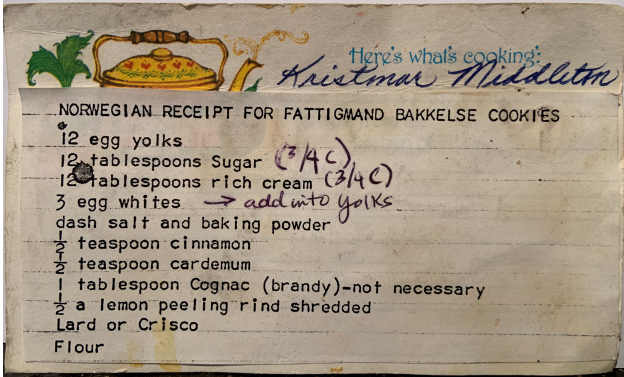 Here's what's cooking:
Kristmar Middleton
NORWEGIAN RECEIPT FOR FATTIGMAND BAKKELSE COOKIES
12 egg yolks
12 tablespoons Sugar (3/4 C)
12 tablespoons rich cream (3/4 C)
3 egg whites → add into yolks
dash salt and baking powder
½ teaspoon cinnamon
½ teaspoon cardemum
1 tablespoon Cognac (brandy)-not necessary
½ a lemon peeling rind shredded
Lard or Crisco
Flour